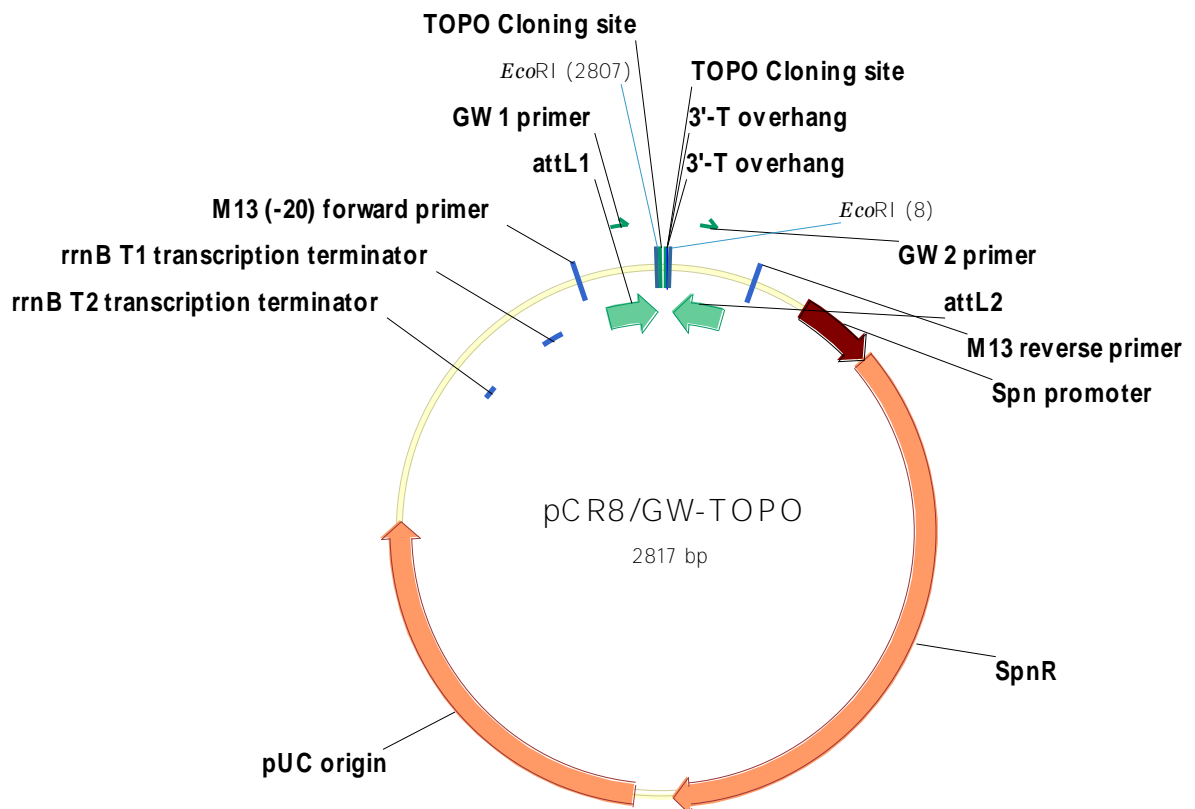 TOPO Cloning site
EcoRI (2807)
TOPO Cloning site
GW 1 primer
3'-T overhang
attL1
3'-T overhang
M13 (-20) forward primer
EcoRI (8)
rrnB T1 transcription terminator
GW 2 primer
rrnB T2 transcription terminator
attL2
M13 reverse primer
Spn promoter
pCR8/GW-TOPO
2817 bp
SpnR
pUC origin